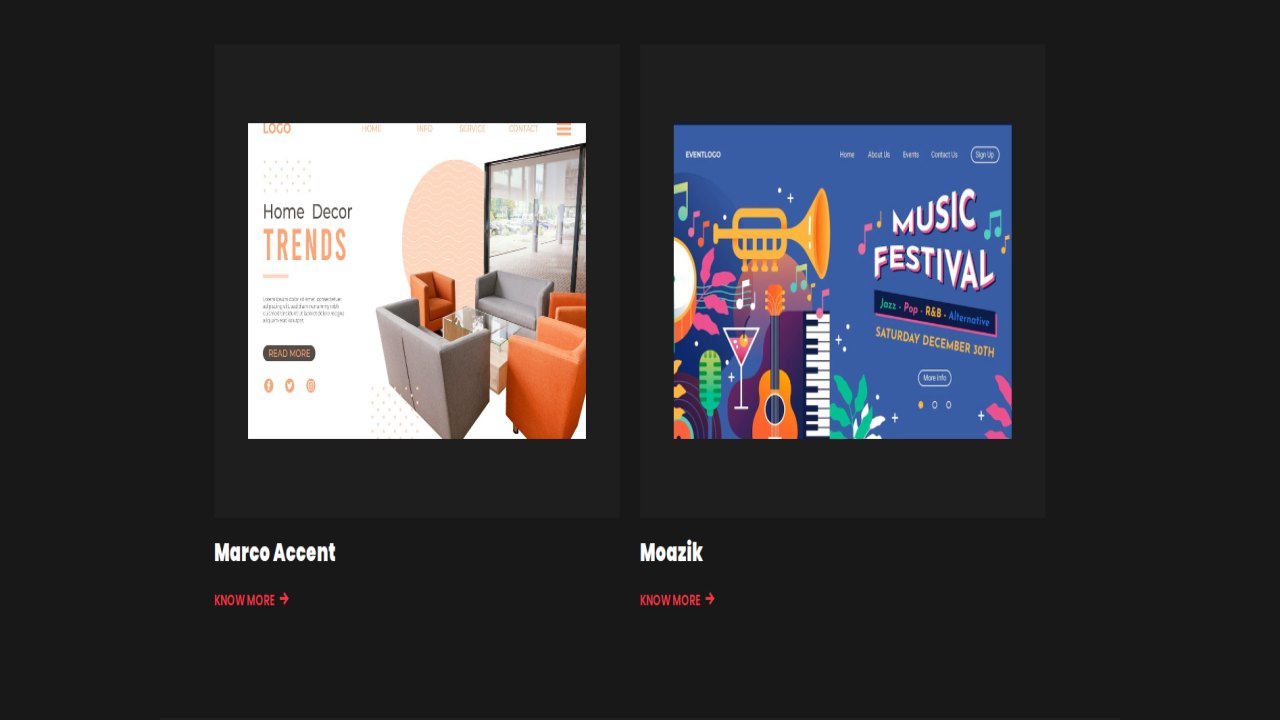 LOGO HOME INFO SERVICE CONTACT
Home Decor
TRENDS
READ MORE
EVENTLOGO Home About Us Events Contact Us Sign Up
MUSIC
FESTIVAL
Jazz - Pop - R&B - Alternative
SATURDAY DECEMBER 30TH
More info
Marco Accent
KNOW MORE →
Moazik
KNOW MORE →